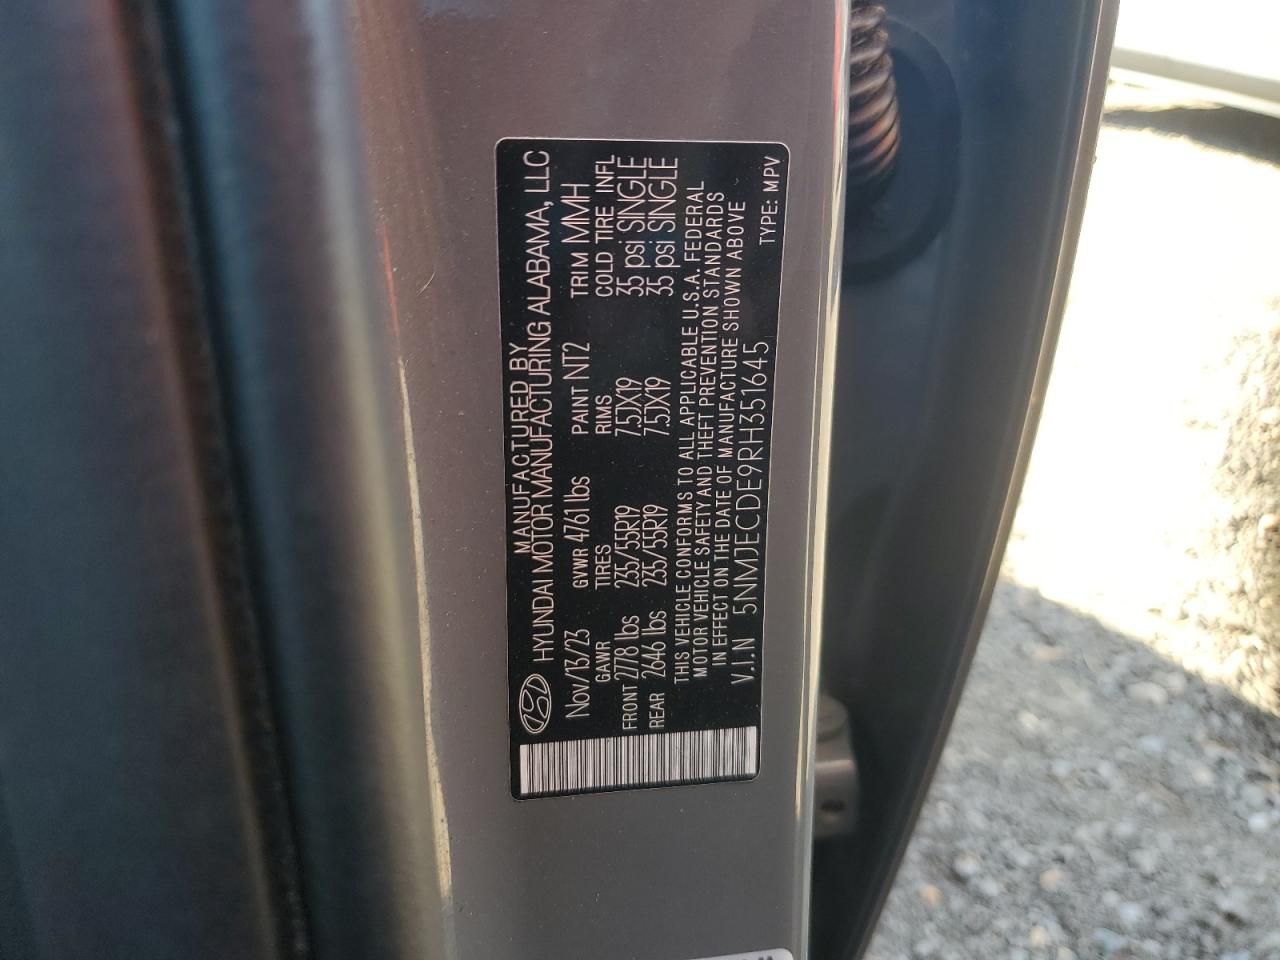 MANUFACTURED BY
HYUNDAI MOTOR MANUFACTURING ALABAMA, LLC
Nov/13/23 GVWR 4761 lbs PAINT NT2 TRIM MMH
GAWR TIRES RIMS COLD TIRE INFL
FRONT 2778 lbs 235/55R19 7.5JX19 35 psi SINGLE
REAR 2646 lbs 235/55R19 7.5JX19 35 psi SINGLE
THIS VEHICLE CONFORMS TO ALL APPLICABLE U.S.A. FEDERAL
MOTOR VEHICLE SAFETY AND THEFT PREVENTION STANDARDS
IN EFFECT ON THE DATE OF MANUFACTURE SHOWN ABOVE
V.I.N 5NMJECDE9RH351645
TYPE: MPV